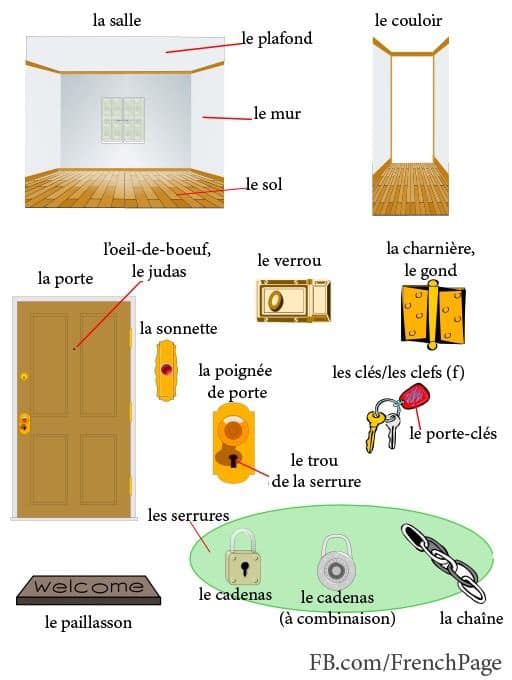 la salle
le couloir
le plafond
le mur
le sol
l'oeil-de-boeuf,
le judas
la porte
le verrou
la charnière,
le gond
la sonnette
la poignée
de porte
les clés/les clefs (f)
le porte-clés
le trou
de la serrure
les serrures
le cadenas
le cadenas
(à combinaison)
la chaîne
welcome
le paillasson
FB.com/FrenchPage